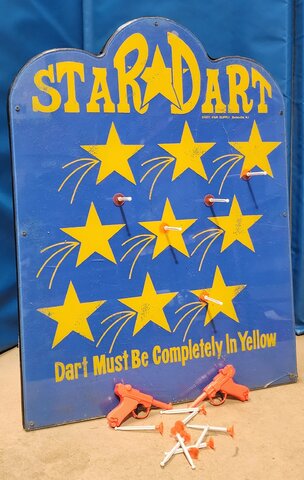 STAR★DART
Dart Must Be Completely In Yellow